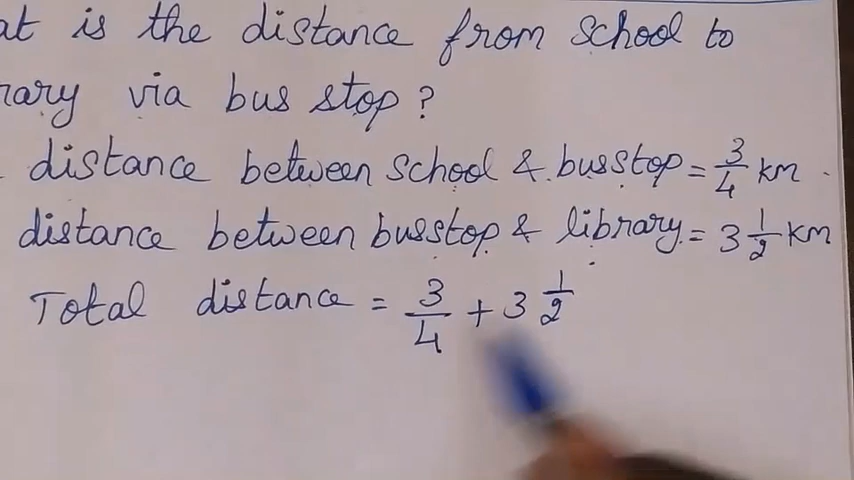 at is the distance from school to
rary via bus stop?
distance between school & busstop = 3/4 km
distance between busstop & library = 3 1/2 km
Total distance = 3/4 + 3 1/2